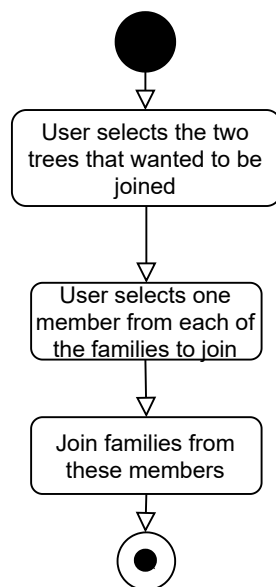 User selects the two
trees that wanted to be
joined
User selects one
member from each of
the families to join
Join families from
these members